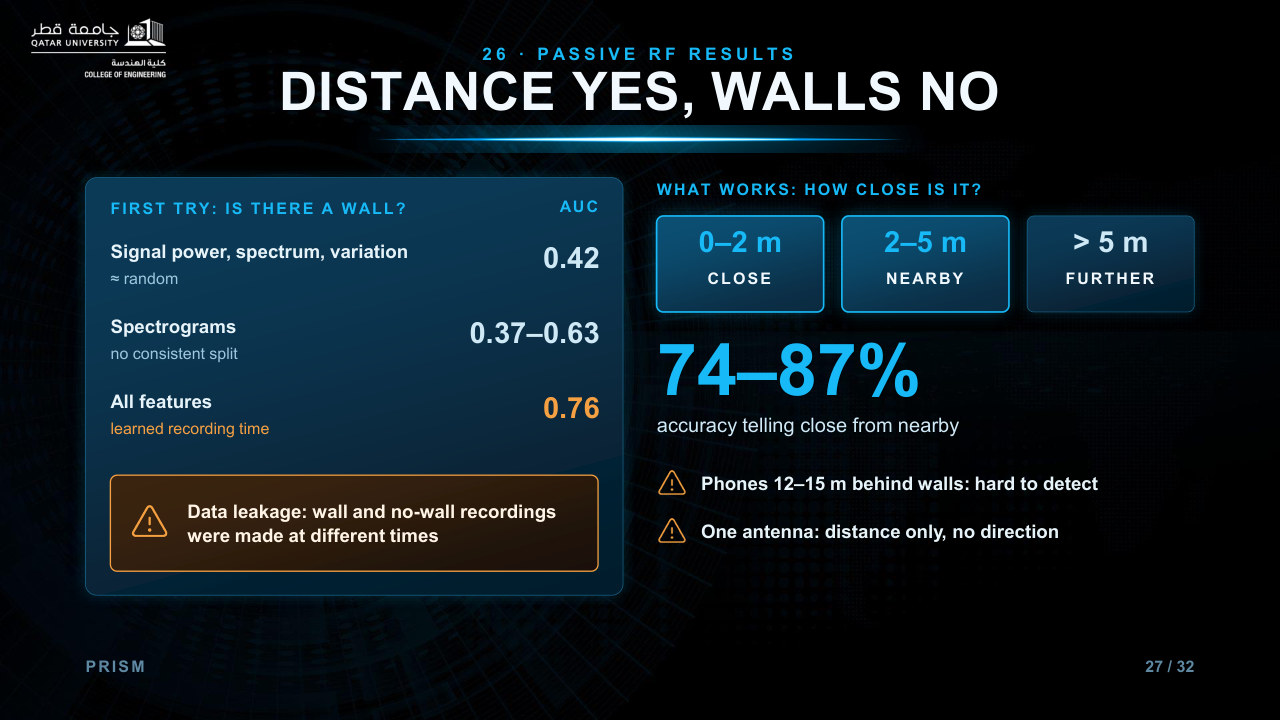 جامعة قطر
QATAR UNIVERSITY
كلية الهندسة
COLLEGE OF ENGINEERING
26 · PASSIVE RF RESULTS
DISTANCE YES, WALLS NO
FIRST TRY: IS THERE A WALL? AUC
Signal power, spectrum, variation 0.42
≈ random
Spectrograms 0.37–0.63
no consistent split
All features 0.76
learned recording time
Data leakage: wall and no-wall recordings
were made at different times
WHAT WORKS: HOW CLOSE IS IT?
0–2 m 2–5 m > 5 m
CLOSE NEARBY FURTHER
74–87%
accuracy telling close from nearby
Phones 12–15 m behind walls: hard to detect
One antenna: distance only, no direction
PRISM 27 / 32